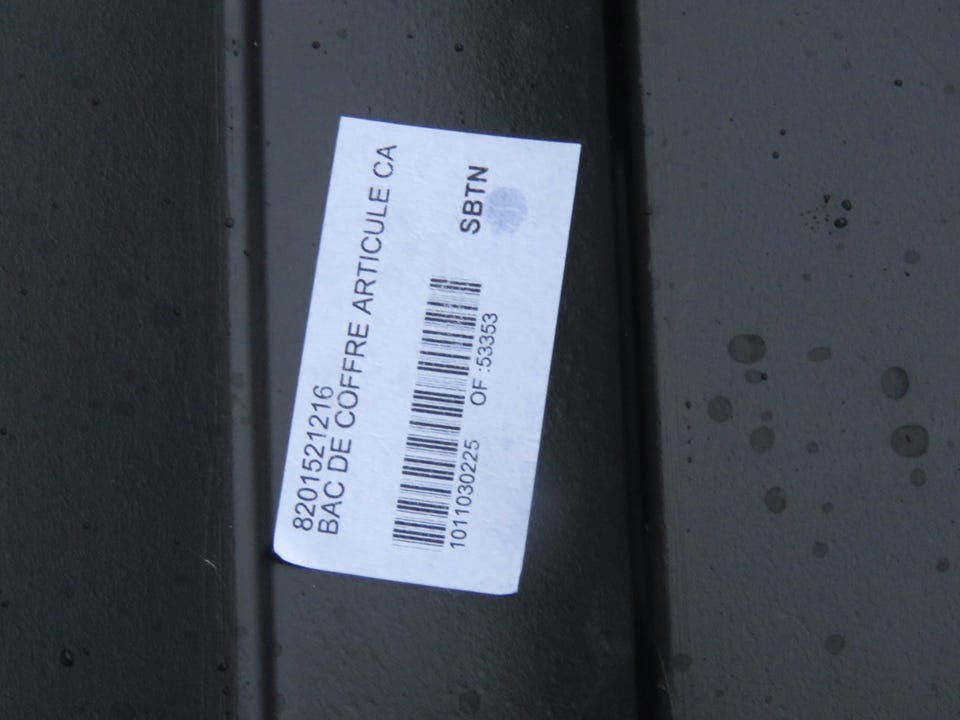 8201521216
BAC DE COFFRE ARTICULE CA
1011030225 OF :53353
SBTN